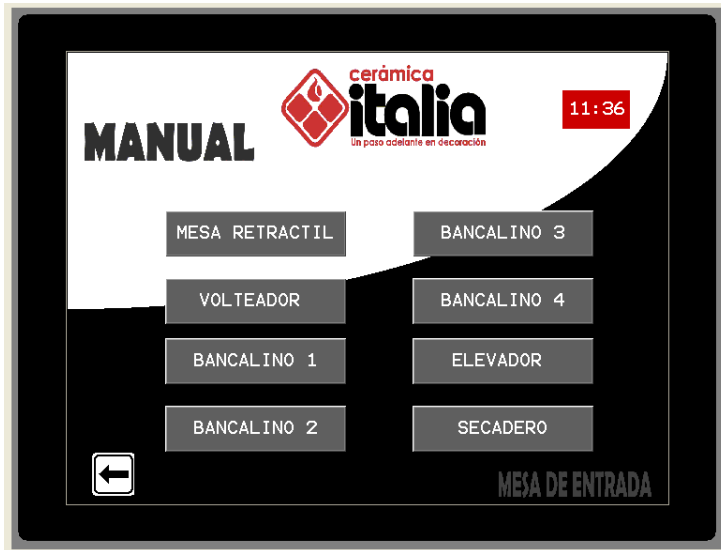 cerámica
italia
Un paso adelante en decoración
11:36
MANUAL
MESA RETRACTIL
BANCALINO 3
VOLTEADOR
BANCALINO 4
BANCALINO 1
ELEVADOR
BANCALINO 2
SECADERO
MESA DE ENTRADA